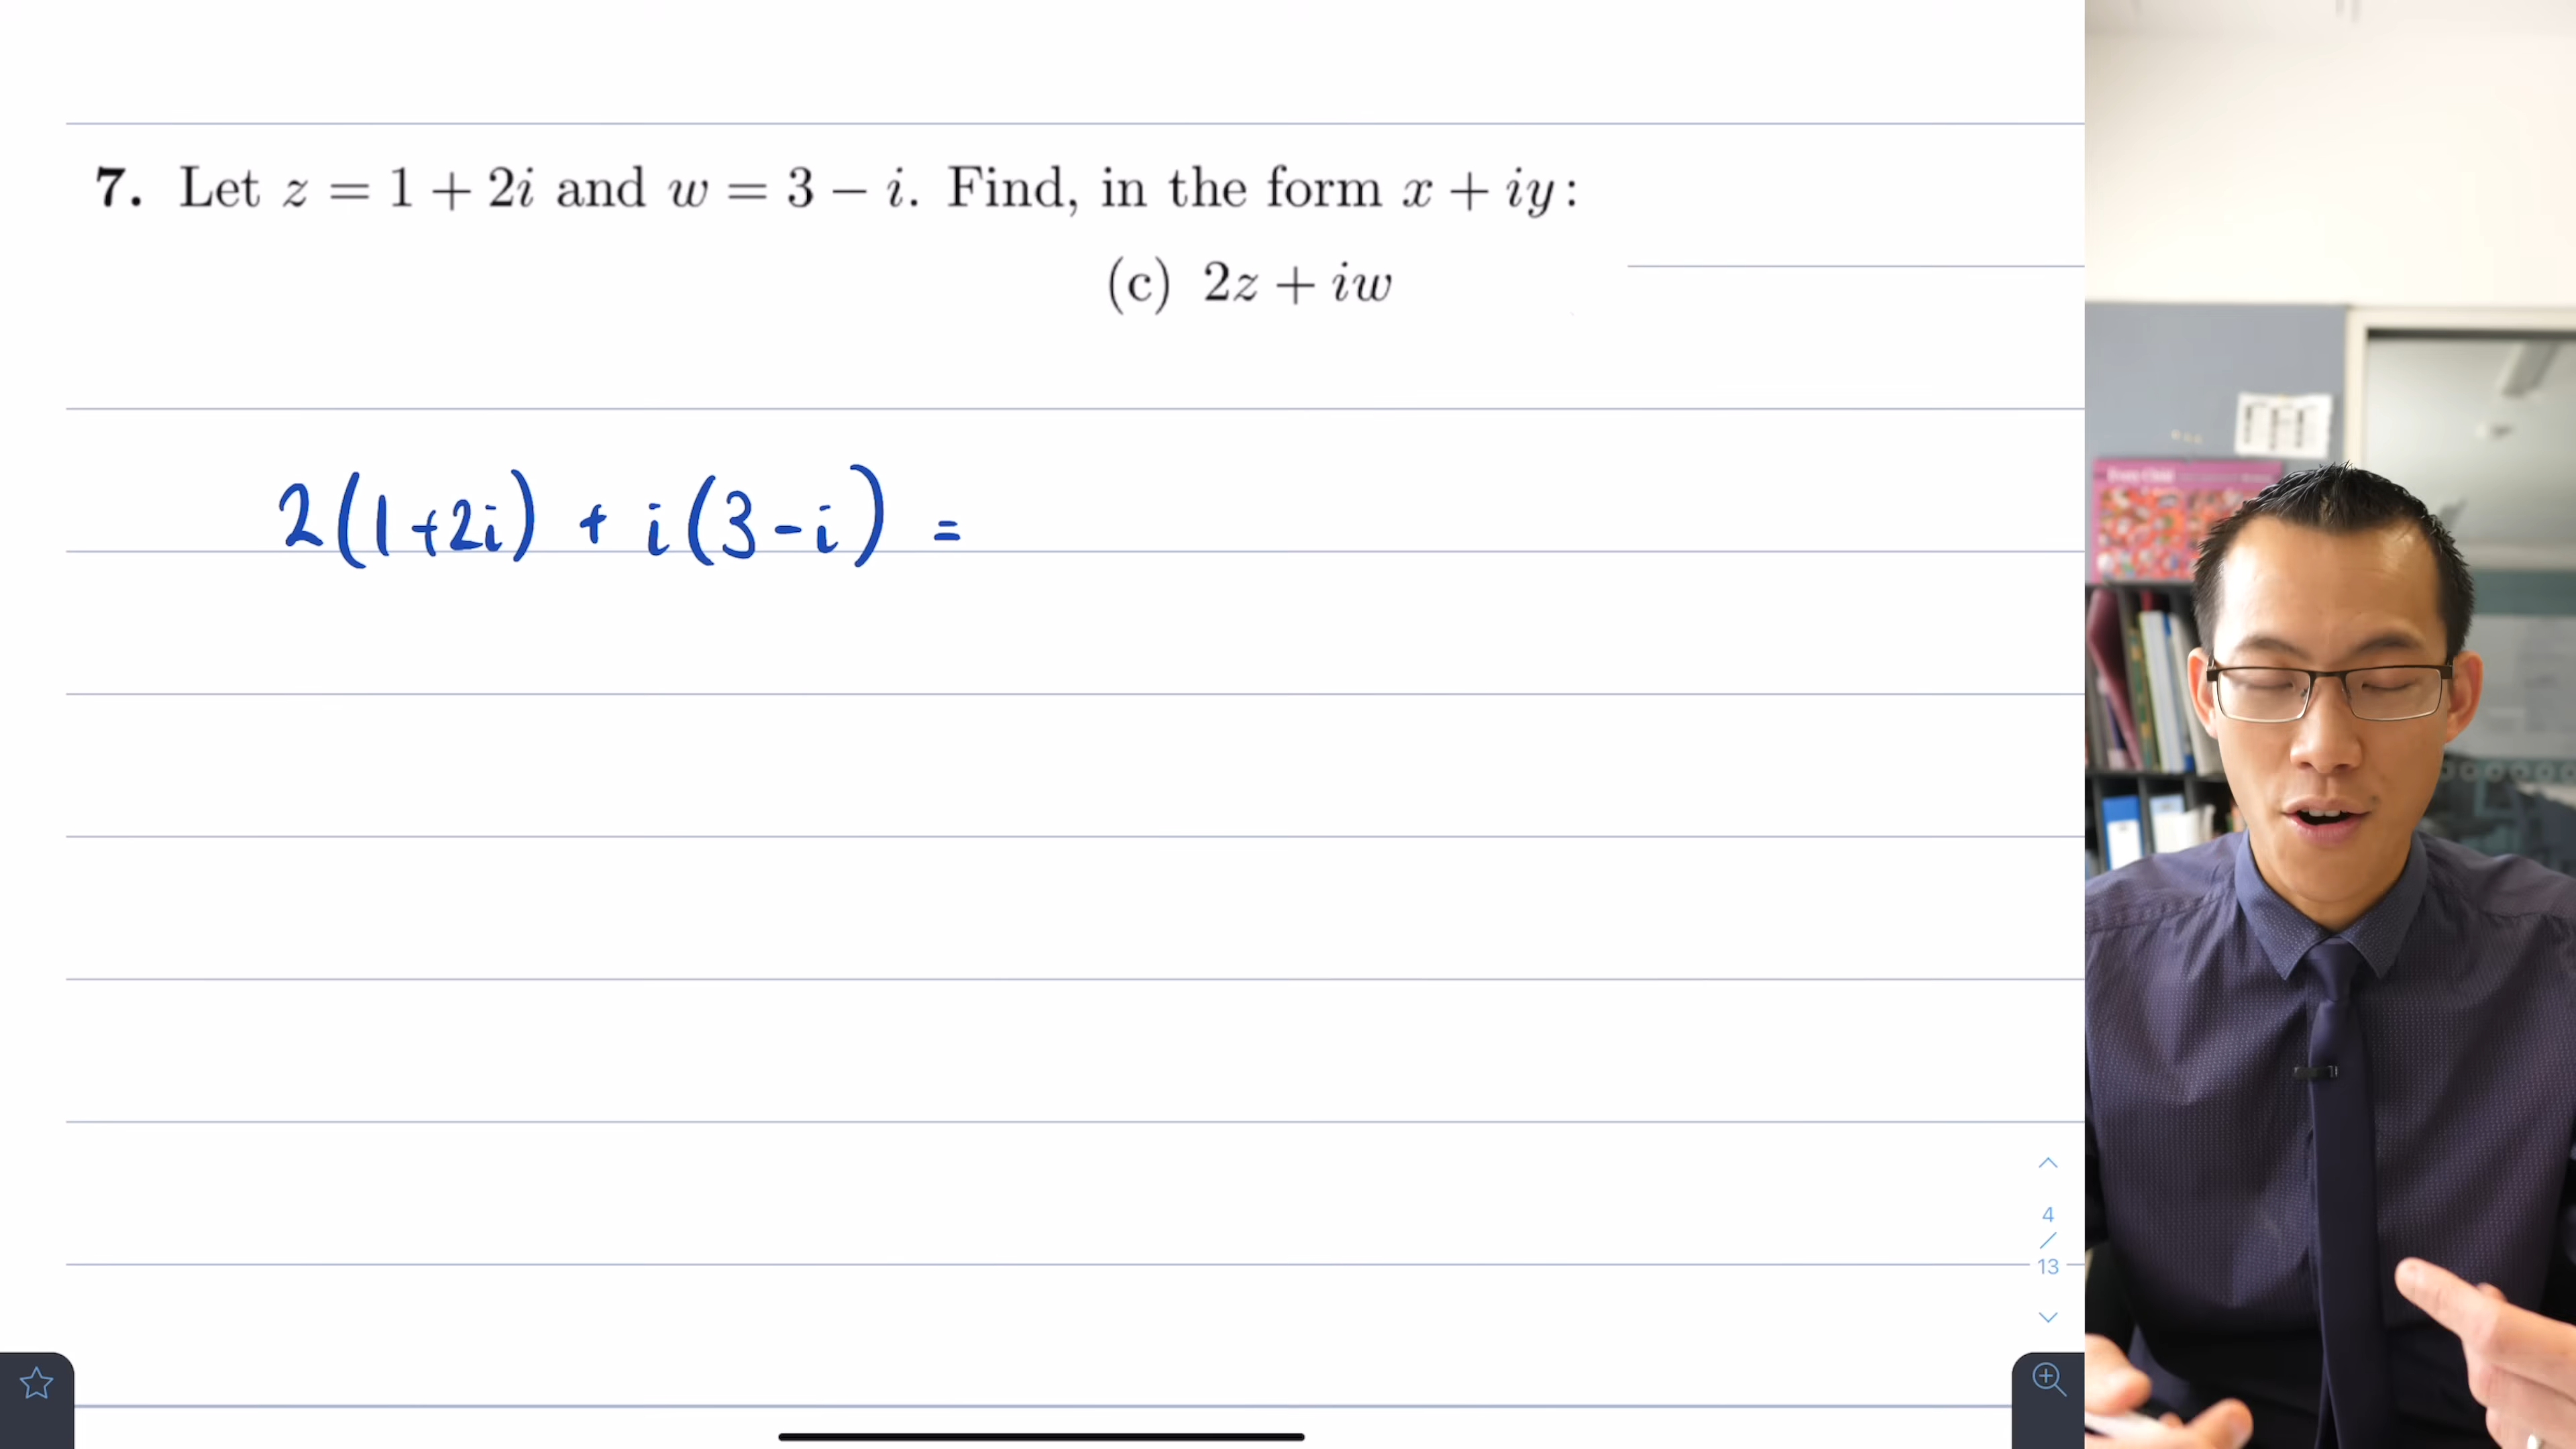 7. Let z = 1 + 2i and w = 3 − i. Find, in the form x + iy:
(c) 2z + iw
2(1+2i) + i(3-i) =
4
/
13